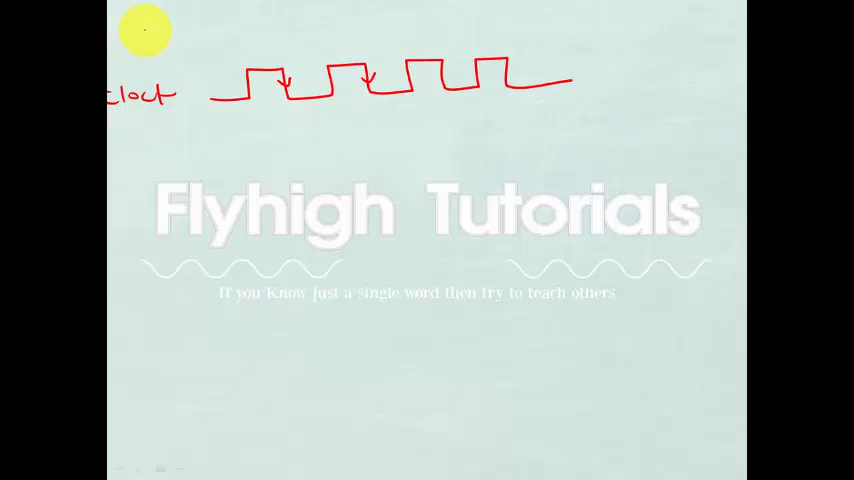 clock
Flyhigh Tutorials
If you Know just a single word then try to teach others